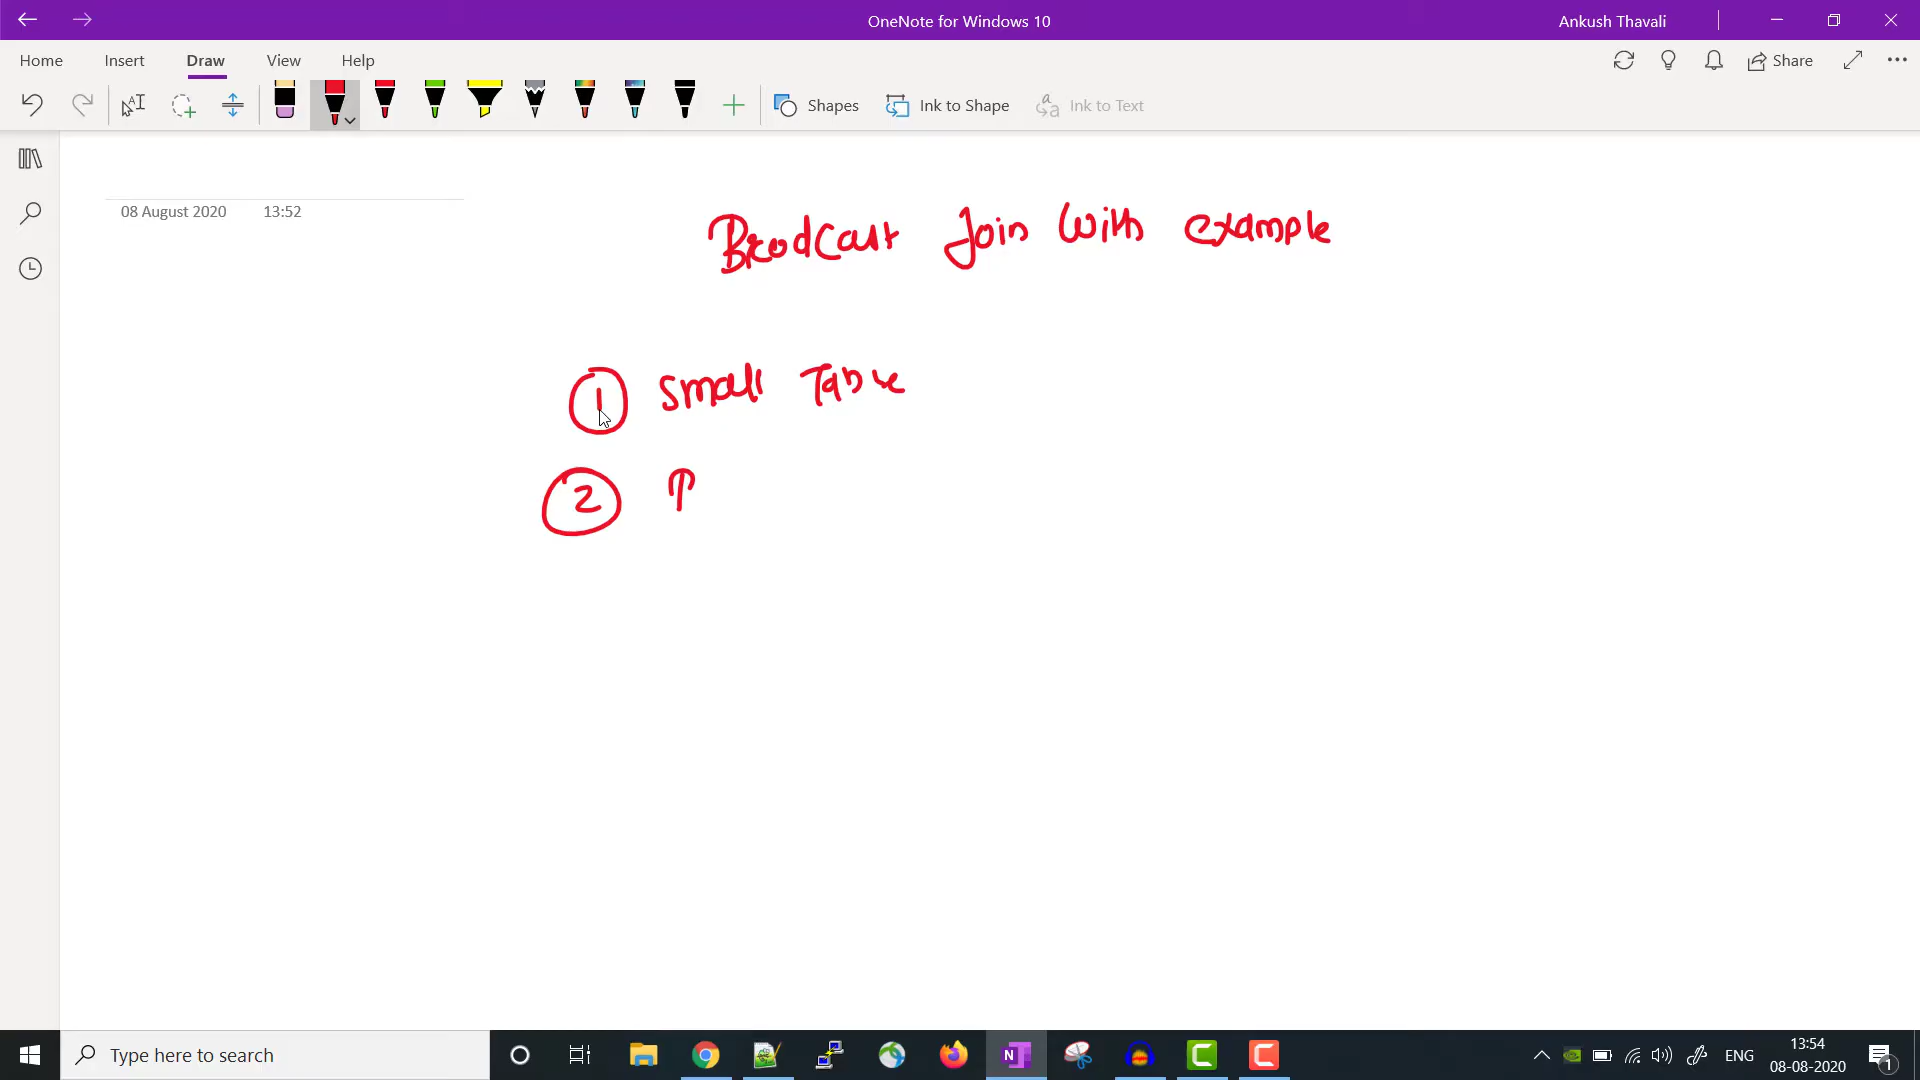 OneNote for Windows 10
Ankush Thavali
Home Insert Draw View Help
Share
Shapes Ink to Shape Ink to Text
08 August 2020 13:52
Brodcast Join With example
1 Small Table
2
Type here to search
ENG
13:54
08-08-2020
1